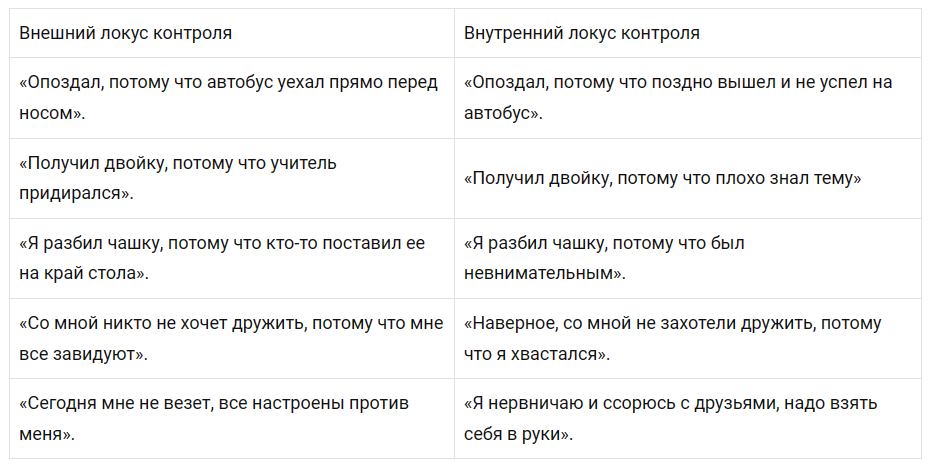 Внешний локус контроля
Внутренний локус контроля
«Опоздал, потому что автобус уехал прямо перед
носом».
«Опоздал, потому что поздно вышел и не успел на
автобус».
«Получил двойку, потому что учитель
придирался».
«Получил двойку, потому что плохо знал тему»
«Я разбил чашку, потому что кто-то поставил ее
на край стола».
«Я разбил чашку, потому что был
невнимательным».
«Со мной никто не хочет дружить, потому что мне
все завидуют».
«Наверное, со мной не захотели дружить, потому
что я хвастался».
«Сегодня мне не везет, все настроены против
меня».
«Я нервничаю и ссорюсь с друзьями, надо взять
себя в руки».